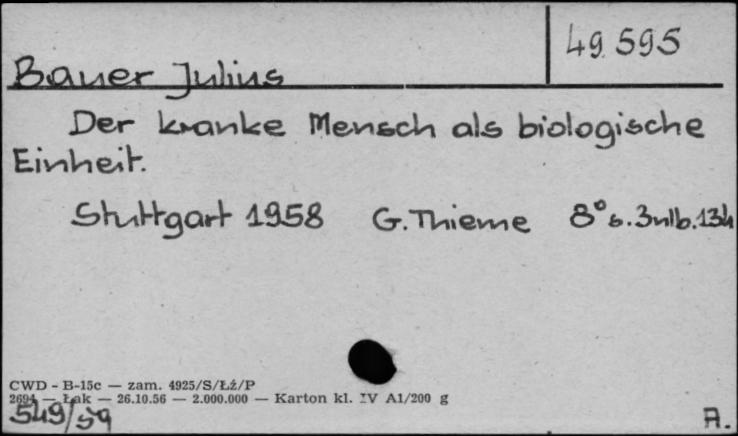 49.595
Bauer Julius
Der kranke Mensch als biologische
Einheit.
Stuttgart 1958 G. Thieme 8° s. 3nlb. 134
CWD - B-15c — zam. 4925/S/Łź/P
2694 — Łak — 26.10.56 — 2.000.000 — Karton kl. IV A1/200 g
549/59
A.